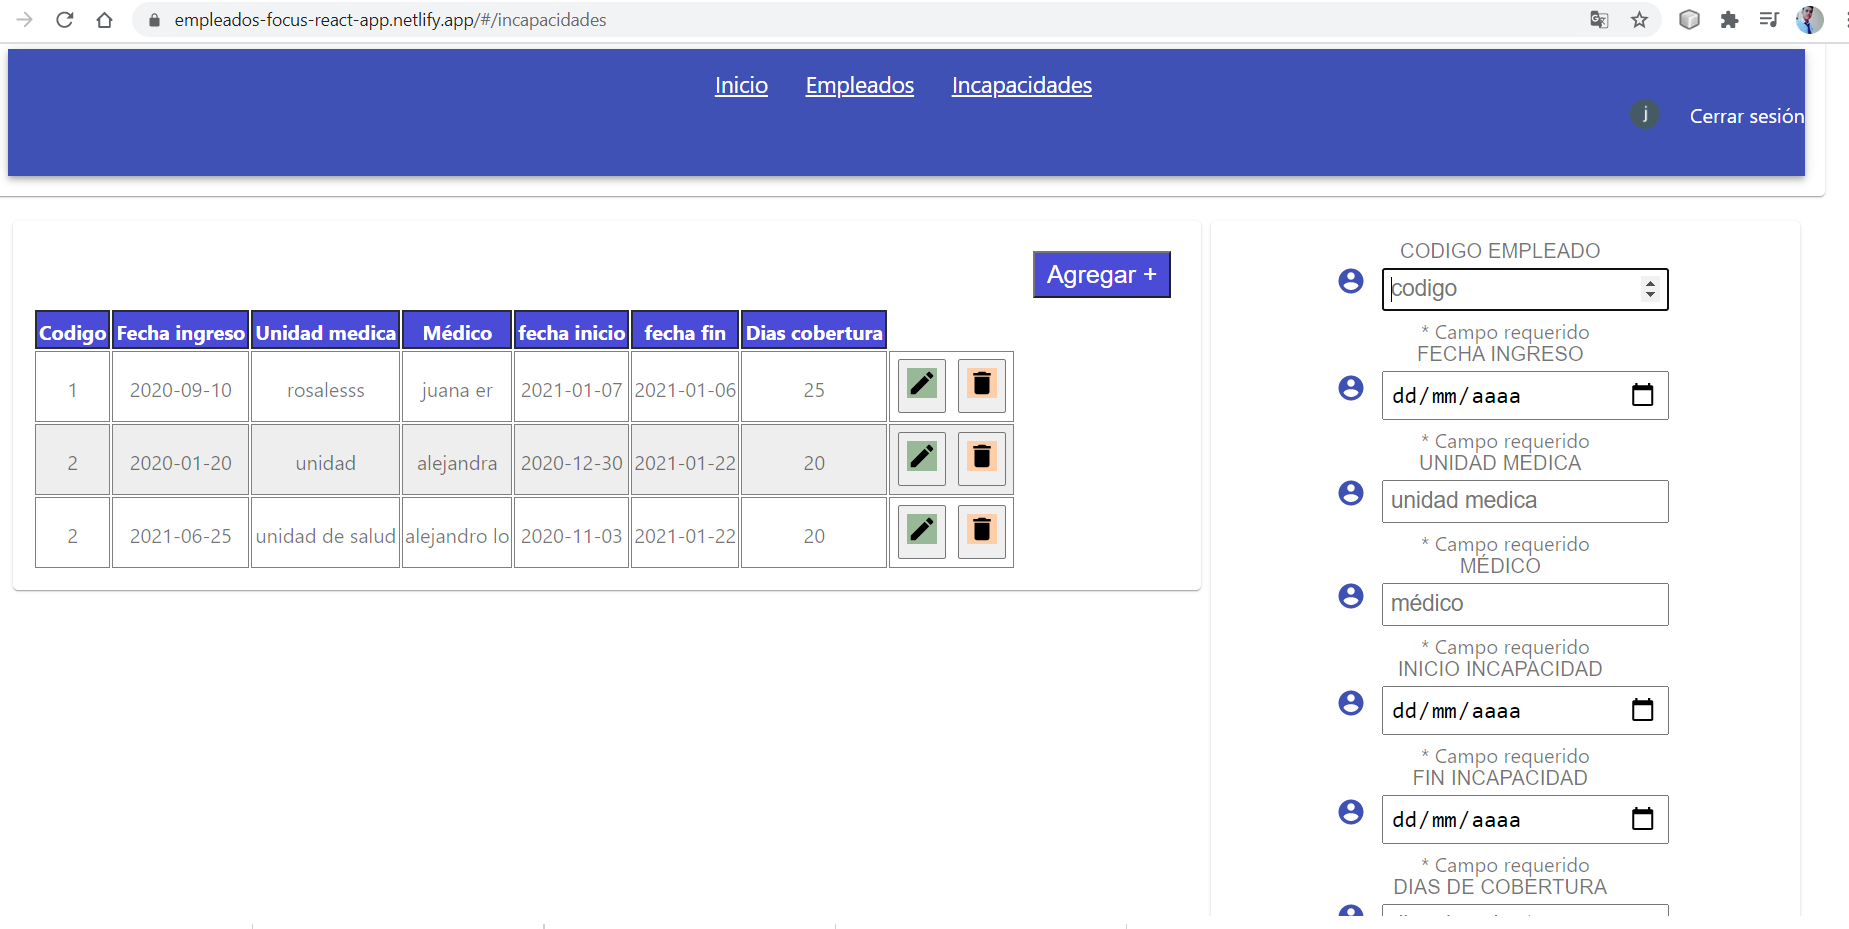 empleados-focus-react-app.netlify.app/#/incapacidades
Inicio Empleados Incapacidades
j Cerrar sesión
Agregar +
Codigo Fecha ingreso Unidad medica Médico fecha inicio fecha fin Dias cobertura
1 2020-09-10 rosalesss juana er 2021-01-07 2021-01-06 25
2 2020-01-20 unidad alejandra 2020-12-30 2021-01-22 20
2 2021-06-25 unidad de salud alejandro lo 2020-11-03 2021-01-22 20
CODIGO EMPLEADO
codigo
* Campo requerido
FECHA INGRESO
dd/mm/aaaa
* Campo requerido
UNIDAD MEDICA
unidad medica
* Campo requerido
MÉDICO
médico
* Campo requerido
INICIO INCAPACIDAD
dd/mm/aaaa
* Campo requerido
FIN INCAPACIDAD
dd/mm/aaaa
* Campo requerido
DIAS DE COBERTURA